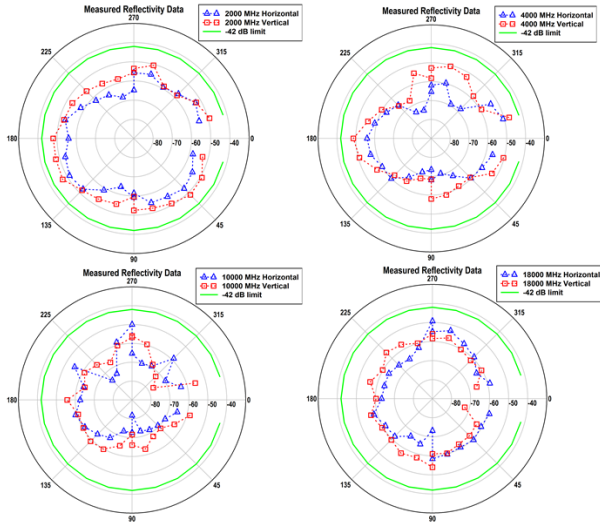 Measured Reflectivity Data
270
2000 MHz Horizontal
2000 MHz Vertical
-42 dB limit
225
315
180
-80 -70 -60 -50 -40
0
135
45
90
Measured Reflectivity Data
270
4000 MHz Horizontal
4000 MHz Vertical
-42 dB limit
225
315
180
-80 -70 -60 -50 -40
0
135
45
90
Measured Reflectivity Data
270
10000 MHz Horizontal
10000 MHz Vertical
-42 dB limit
225
315
180
-80 -70 -60 -50 -40
0
135
45
90
Measured Reflectivity Data
270
18000 MHz Horizontal
18000 MHz Vertical
-42 dB limit
225
315
180
-80 -70 -60 -50 -40
0
135
45
90